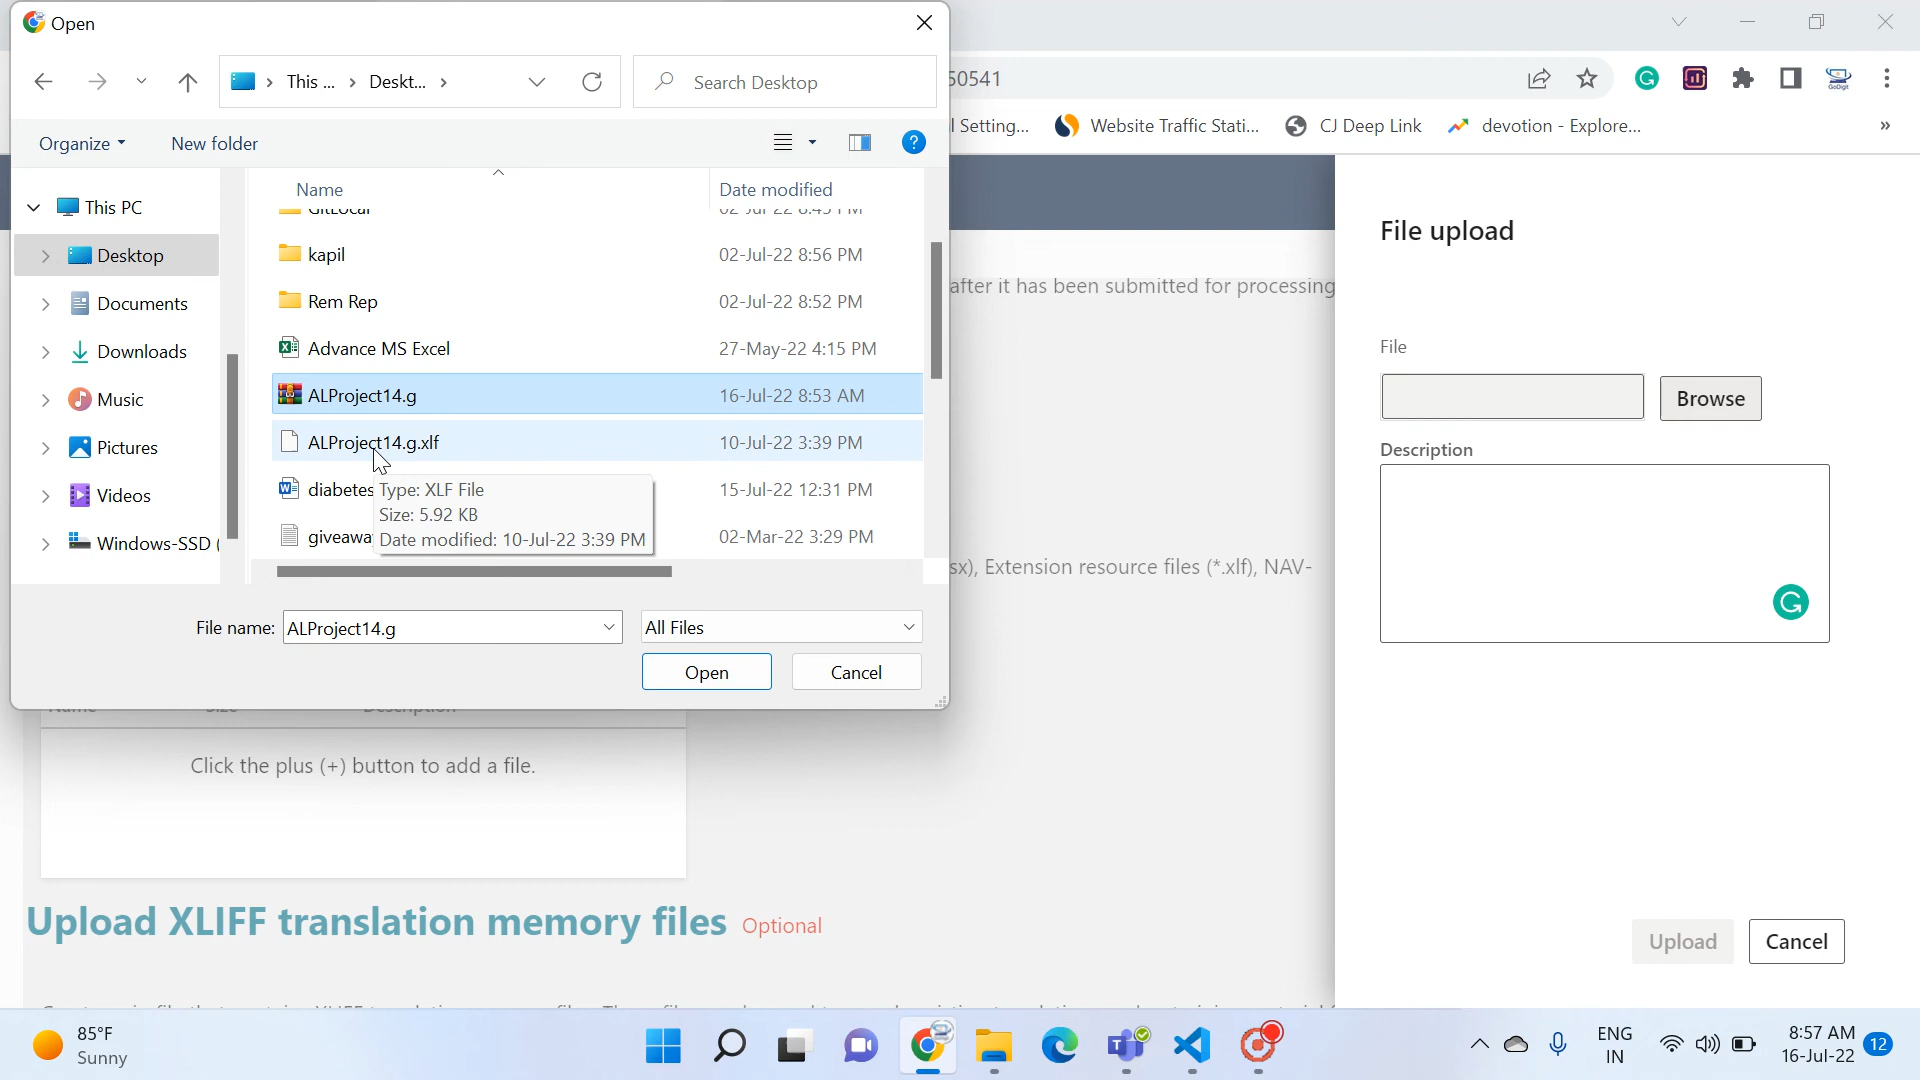 Open
50541
This ...
Deskt...
Search Desktop
l Setting...
Website Traffic Stati...
CJ Deep Link
devotion - Explore...
Organize
New folder
Name
Date modified
This PC
Desktop
Documents
Downloads
Music
Pictures
Videos
Windows-SSD (
GitLocal
kapil
02-Jul-22 8:56 PM
Rem Rep
02-Jul-22 8:52 PM
Advance MS Excel
27-May-22 4:15 PM
ALProject14.g
16-Jul-22 8:53 AM
ALProject14.g.xlf
10-Jul-22 3:39 PM
diabetes
15-Jul-22 12:31 PM
giveaway
02-Mar-22 3:29 PM
Type: XLF File
Size: 5.92 KB
Date modified: 10-Jul-22 3:39 PM
File name:
ALProject14.g
All Files
Open
Cancel
after it has been submitted for processing
sx), Extension resource files (*.xlf), NAV-
File upload
File
Browse
Description
Upload
Cancel
Name
Size
Description
Click the plus (+) button to add a file.
Upload XLIFF translation memory files Optional
85°F
Sunny
ENG
IN
8:57 AM
16-Jul-22
12